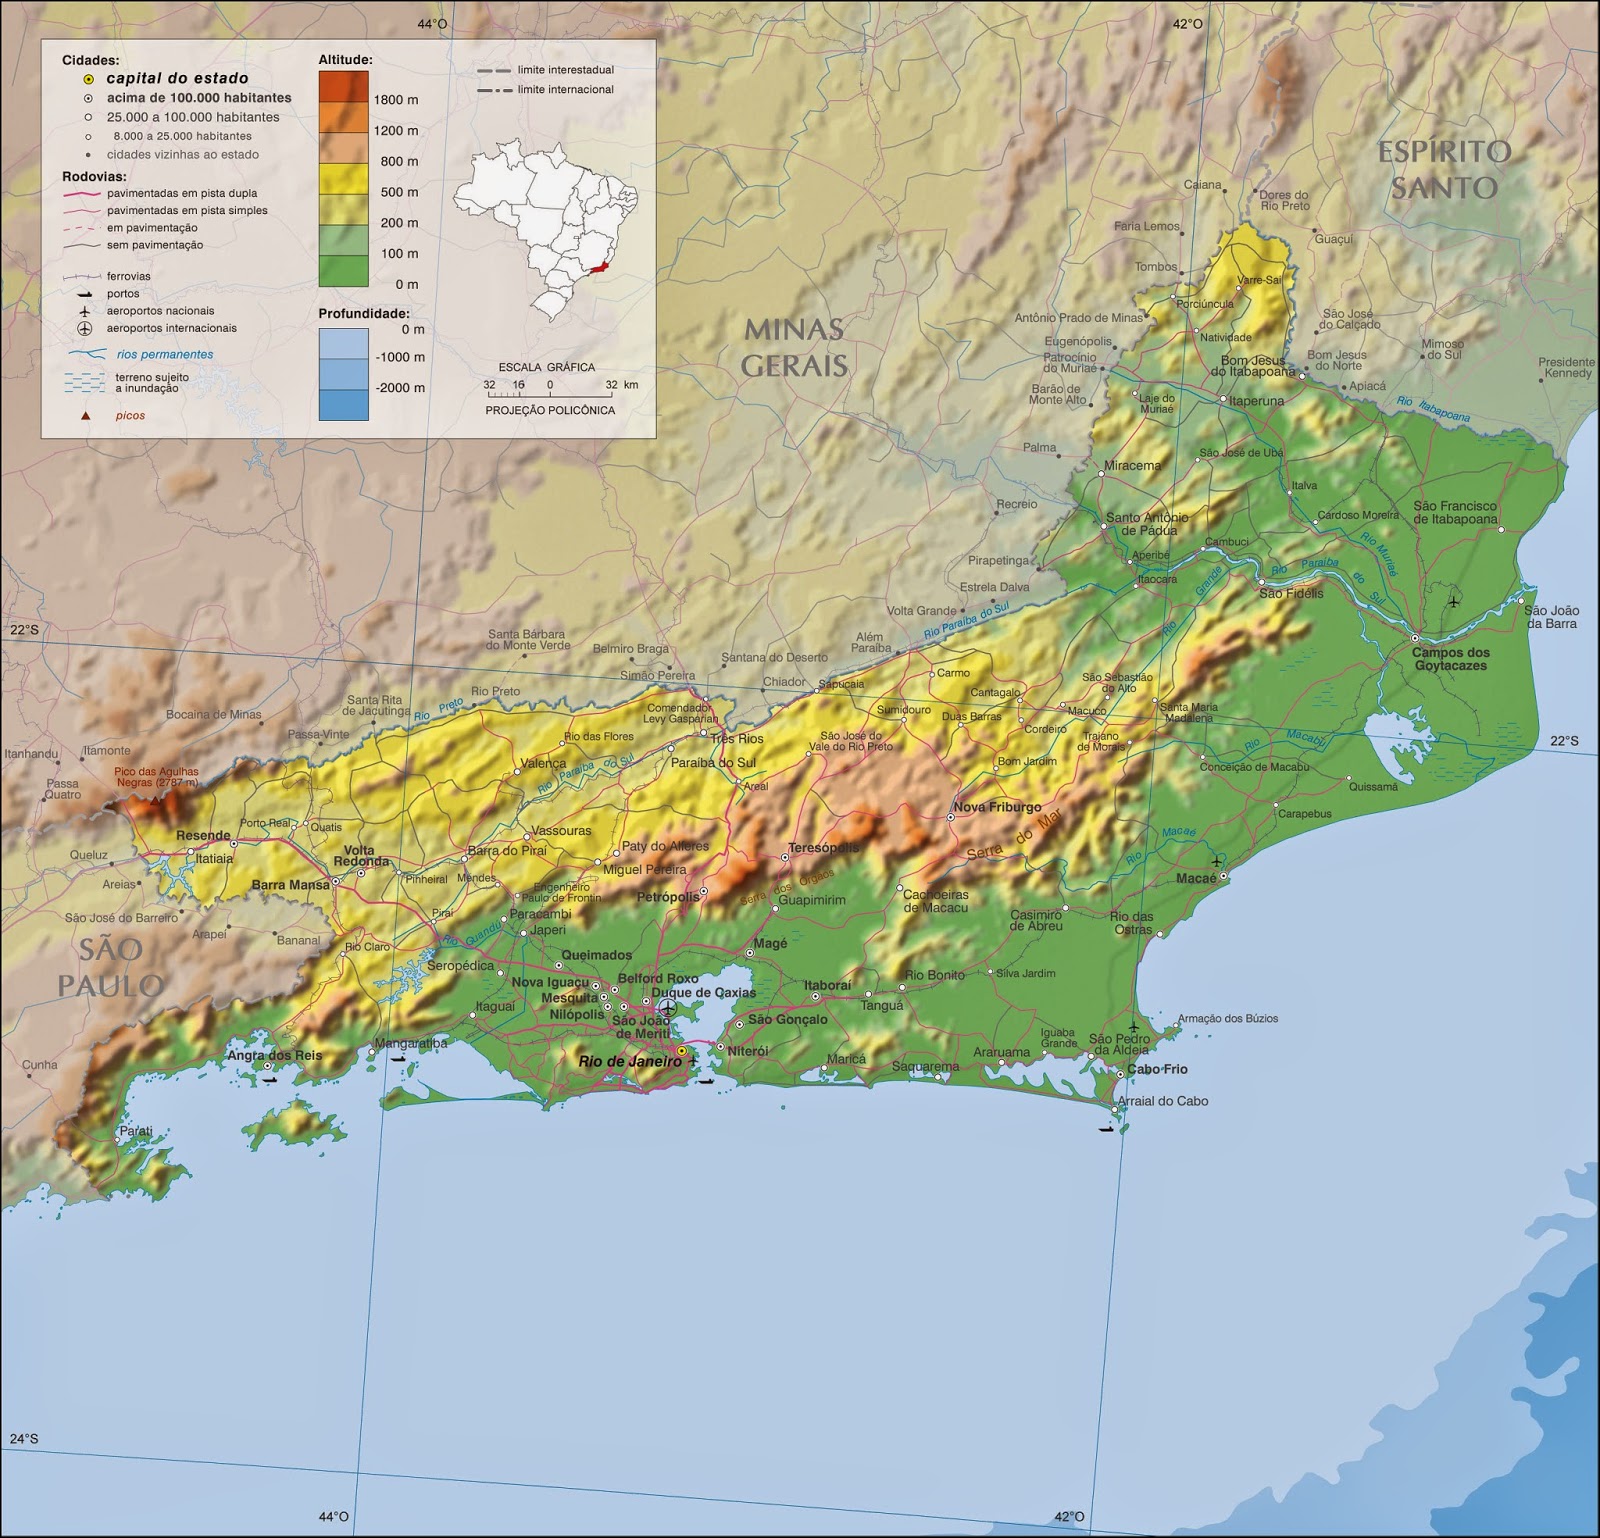 44°O
42°O
Cidades:
capital do estado
acima de 100.000 habitantes
25.000 a 100.000 habitantes
8.000 a 25.000 habitantes
cidades vizinhas ao estado
Rodovias:
pavimentadas em pista dupla
pavimentadas em pista simples
em pavimentação
sem pavimentação
ferrovias
portos
aeroportos nacionais
aeroportos internacionais
rios permanentes
terreno sujeito
a inundação
picos
Altitude:
1800 m
1200 m
800 m
500 m
200 m
100 m
0 m
Profundidade:
0 m
-1000 m
-2000 m
limite interestadual
limite internacional
ESCALA GRÁFICA
32 16 0 32 km
PROJEÇÃO POLICÔNICA
ESPÍRITO
SANTO
MINAS
GERAIS
SÃO
PAULO
Caiana
Dores do
Rio Preto
Faria Lemos
Guaçuí
Tombos
Varre-Sai
Porciúncula
Antônio Prado de Minas
São José
do Calçado
Natividade
Eugenópolis
Mimoso
do Sul
Patrocínio
do Muriaé
Bom Jesus
do Itabapoana
Bom Jesus
do Norte
Presidente
Kennedy
Apiacá
Barão de
Monte Alto
Laje do
Muriaé
Itaperuna
Rio Itabapoana
Palma
Miracema
São José de Ubá
Italva
Recreio
São Francisco
de Itabapoana
Santo Antônio
de Pádua
Cardoso Moreira
Cambuci
Rio Muriaé
Pirapetinga
Aperibé
Rio Paraíba do Sul
Itaocara
Rio Grande
São Fidélis
Estrela Dalva
Volta Grande
Rio Paraíba do Sul
São João
da Barra
22°S
Santa Bárbara
do Monte Verde
Além
Paraíba
Campos dos
Goytacazes
Belmiro Braga
Santana do Deserto
Simão Pereira
Chiador
Sapucaia
Carmo
São Sebastião
do Alto
Cantagalo
Rio Preto
Rio Preto
Santa Rita
de Jacutinga
Comendador
Levy Gasparian
Sumidouro
Duas Barras
Macuco
Santa Maria
Madalena
Bocaina de Minas
Passa-Vinte
Rio das Flores
Três Rios
São José do
Vale do Rio Preto
Cordeiro
Trajano
de Morais
Rio Macabu
22°S
Itanhandu
Itamonte
Pico das Agulhas
Negras (2787 m)
Passa
Quatro
Valença
Rio Paraíba do Sul
Paraíba do Sul
Areal
Bom Jardim
Conceição de Macabu
Quissamã
Nova Friburgo
Carapebus
Porto Real
Quatis
Resende
Itatiaia
Vassouras
Paty do Alferes
Teresópolis
Serra do Mar
Rio Macaé
Queluz
Volta
Redonda
Barra do Piraí
Miguel Pereira
Areias
Barra Mansa
Pinheiral
Mendes
Engenheiro
Paulo de Frontin
Petrópolis
Serra dos Órgãos
Guapimirim
Cachoeiras
de Macacu
Macaé
São José do Barreiro
Piraí
Paracambi
Casimiro
de Abreu
Rio das
Ostras
Arapeí
Bananal
Rio Claro
Rio Guandu
Japeri
Magé
Seropédica
Queimados
Rio Bonito
Silva Jardim
Nova Iguaçu
Belford Roxo
Mesquita
Duque de Caxias
Itaboraí
Tanguá
Itaguaí
Nilópolis
São João
de Meriti
São Gonçalo
Armação dos Búzios
Mangaratiba
Niterói
Iguaba
Grande
São Pedro
da Aldeia
Angra dos Reis
Rio de Janeiro
Maricá
Saquarema
Araruama
Cabo Frio
Cunha
Arraial do Cabo
Parati
24°S
44°O
42°O